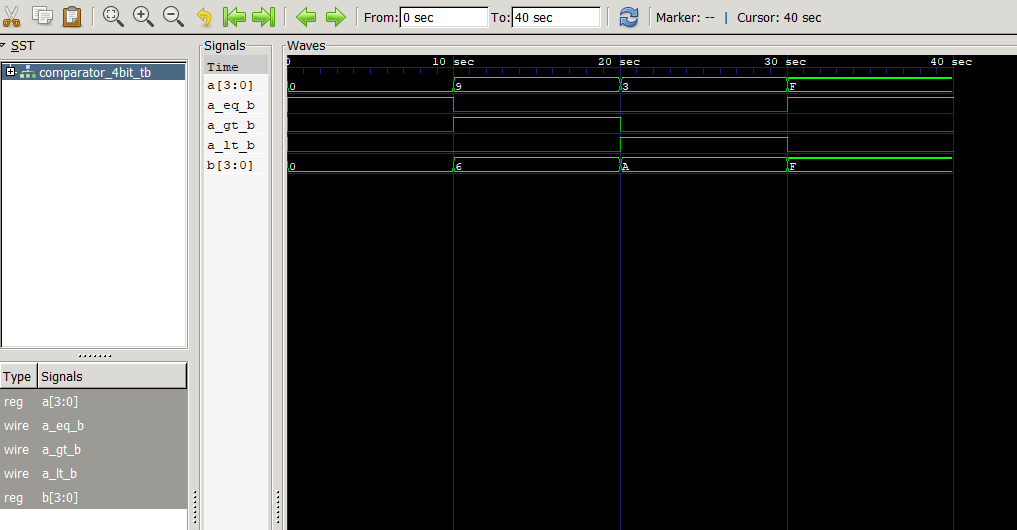 From: 0 sec To: 40 sec Marker: -- | Cursor: 40 sec
SST
comparator_4bit_tb
Type Signals
reg a[3:0]
wire a_eq_b
wire a_gt_b
wire a_lt_b
reg b[3:0]
Signals
Time
a[3:0]
a_eq_b
a_gt_b
a_lt_b
b[3:0]
Waves
0 10 sec 20 sec 30 sec 40 sec
0 9 3 F
0 6 A F